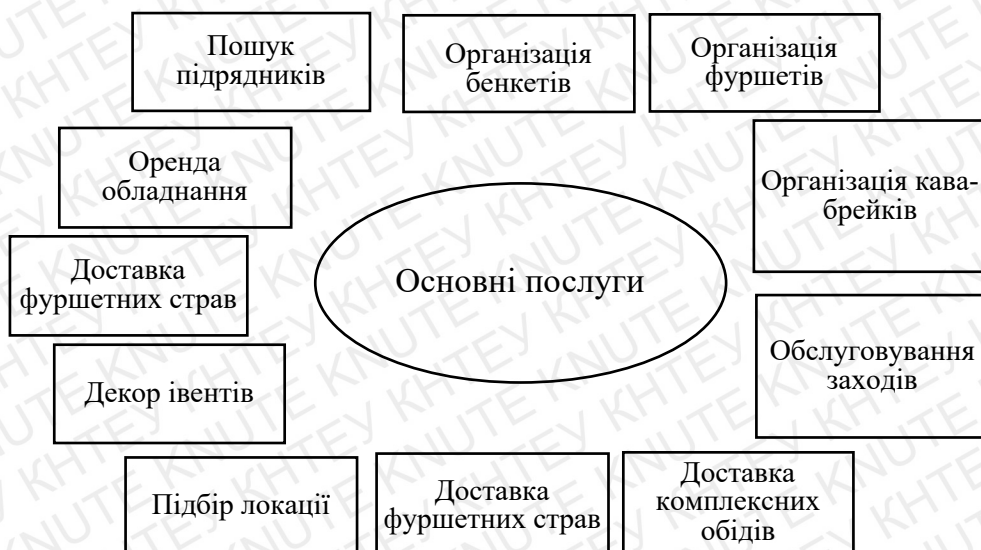 Пошук
підрядників
Організація
бенкетів
Організація
фуршетів
Оренда
обладнання
Організація кава-
брейків
Основні послуги
Доставка
фуршетних страв
Обслуговування
заходів
Декор івентів
Підбір локації
Доставка
фуршетних страв
Доставка
комплексних
обідів